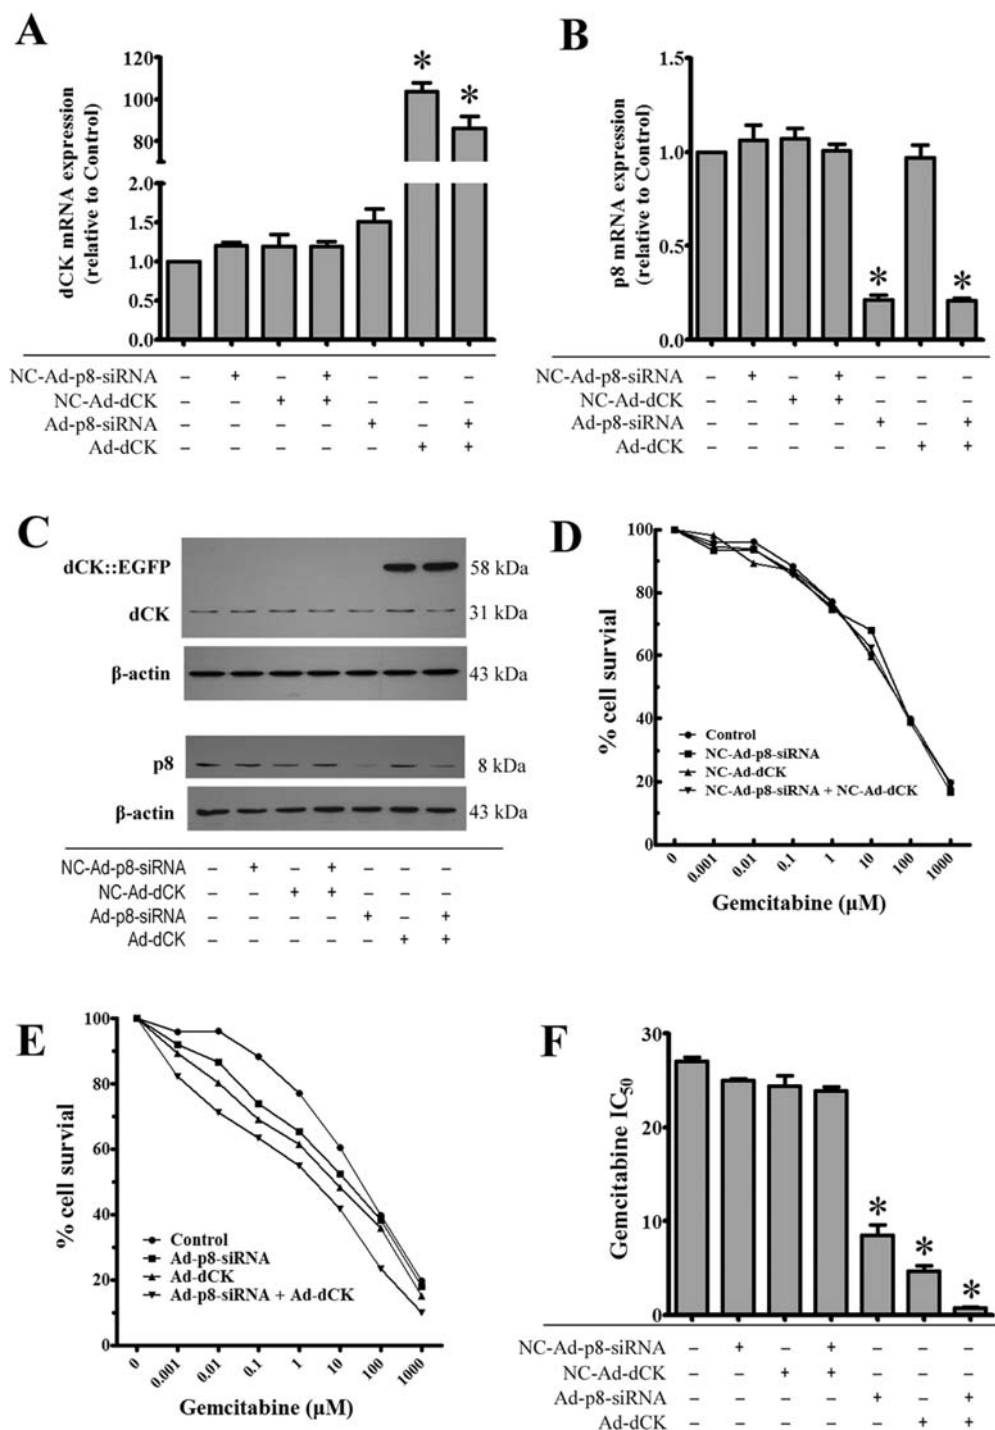 A
dCK mRNA expression
(relative to Control)
120
100
80
2.0
1.5
1.0
0.5
0.0
* *
NC-Ad-p8-siRNA – + – + – – –
NC-Ad-dCK – – + + – – –
Ad-p8-siRNA – – – – + – +
Ad-dCK – – – – – + +
B
p8 mRNA expression
(relative to Control)
1.5
1.0
0.5
0.0
* *
NC-Ad-p8-siRNA – + – + – – –
NC-Ad-dCK – – + + – – –
Ad-p8-siRNA – – – – + – +
Ad-dCK – – – – – + +
C
dCK::EGFP 58 kDa
dCK 31 kDa
β-actin 43 kDa
p8 8 kDa
β-actin 43 kDa
NC-Ad-p8-siRNA – + – + – – –
NC-Ad-dCK – – + + – – –
Ad-p8-siRNA – – – – + – +
Ad-dCK – – – – – + +
D
% cell survival
100
80
60
40
20
0
Control
NC-Ad-p8-siRNA
NC-Ad-dCK
NC-Ad-p8-siRNA + NC-Ad-dCK
0 0.001 0.01 0.1 1 10 100 1000
Gemcitabine (μM)
E
% cell survial
100
80
60
40
20
0
Control
Ad-p8-siRNA
Ad-dCK
Ad-p8-siRNA + Ad-dCK
0 0.001 0.01 0.1 1 10 100 1000
Gemcitabine (μM)
F
Gemcitabine IC50
30
20
10
0
* * *
NC-Ad-p8-siRNA – + – + – – –
NC-Ad-dCK – – + + – – –
Ad-p8-siRNA – – – – + – +
Ad-dCK – – – – – + +